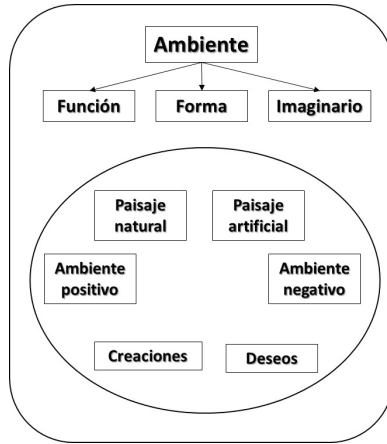 Ambiente
Función
Forma
Imaginario
Paisaje
natural
Paisaje
artificial
Ambiente
positivo
Ambiente
negativo
Creaciones
Deseos